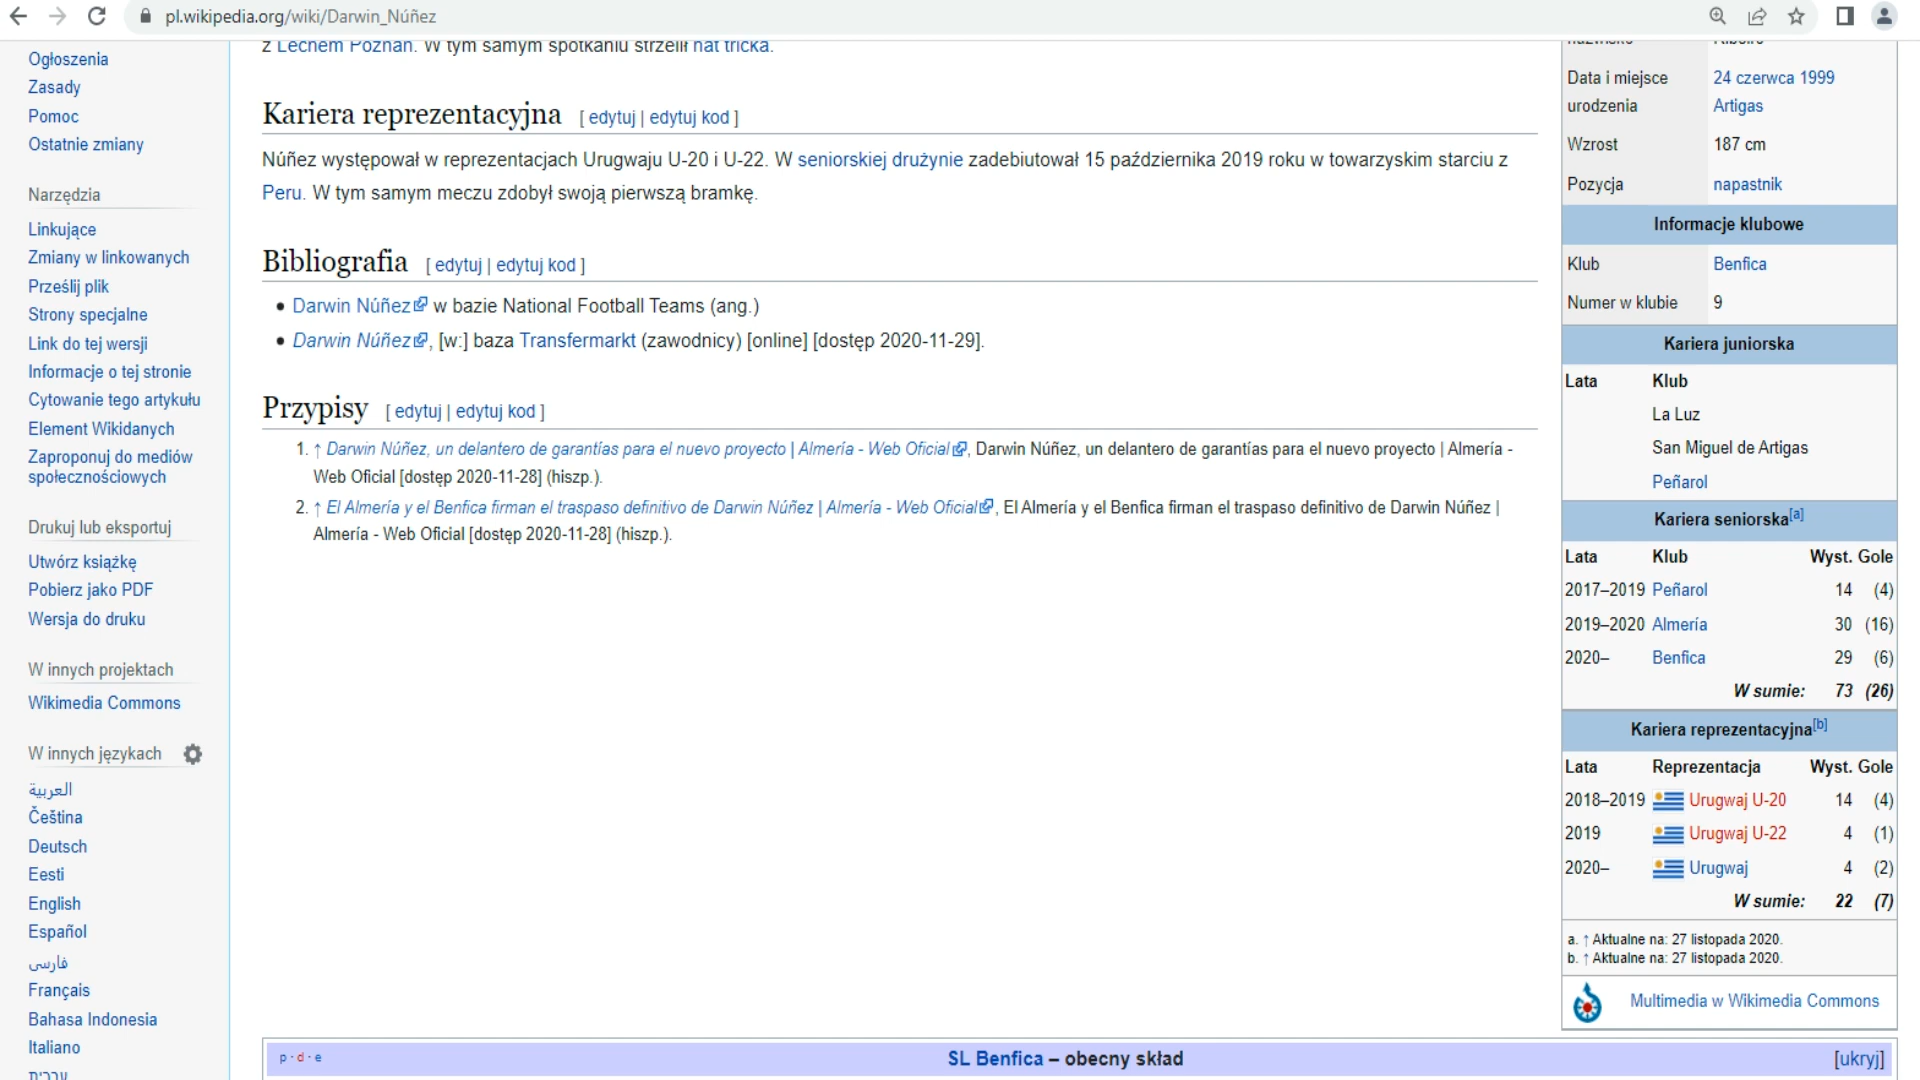 pl.wikipedia.org/wiki/Darwin_Núñez
Ogłoszenia
Zasady
Pomoc
Ostatnie zmiany
Narzędzia
Linkujące
Zmiany w linkowanych
Prześlij plik
Strony specjalne
Link do tej wersji
Informacje o tej stronie
Cytowanie tego artykułu
Element Wikidanych
Zaproponuj do mediów
społecznościowych
Drukuj lub eksportuj
Utwórz książkę
Pobierz jako PDF
Wersja do druku
W innych projektach
Wikimedia Commons
W innych językach
العربية
Čeština
Deutsch
Eesti
English
Español
فارسی
Français
Bahasa Indonesia
Italiano
עברית
z Lechem Poznań. W tym samym spotkaniu strzelił hat tricka.
Kariera reprezentacyjna [ edytuj | edytuj kod ]
Núñez występował w reprezentacjach Urugwaju U-20 i U-22. W seniorskiej drużynie zadebiutował 15 października 2019 roku w towarzyskim starciu z
Peru. W tym samym meczu zdobył swoją pierwszą bramkę.
Bibliografia [ edytuj | edytuj kod ]
• Darwin Núñez w bazie National Football Teams (ang.)
• Darwin Núñez, [w:] baza Transfermarkt (zawodnicy) [online] [dostęp 2020-11-29].
Przypisy [ edytuj | edytuj kod ]
1. ↑ Darwin Núñez, un delantero de garantías para el nuevo proyecto | Almería - Web Oficial, Darwin Núñez, un delantero de garantías para el nuevo proyecto | Almería -
Web Oficial [dostęp 2020-11-28] (hiszp.).
2. ↑ El Almería y el Benfica firman el traspaso definitivo de Darwin Núñez | Almería - Web Oficial, El Almería y el Benfica firman el traspaso definitivo de Darwin Núñez |
Almería - Web Oficial [dostęp 2020-11-28] (hiszp.).
nazwisko Ribeiro
Data i miejsce 24 czerwca 1999
urodzenia Artigas
Wzrost 187 cm
Pozycja napastnik
Informacje klubowe
Klub Benfica
Numer w klubie 9
Kariera juniorska
Lata Klub
La Luz
San Miguel de Artigas
Peñarol
Kariera seniorska[a]
Lata Klub Wyst. Gole
2017–2019 Peñarol 14 (4)
2019–2020 Almería 30 (16)
2020– Benfica 29 (6)
W sumie: 73 (26)
Kariera reprezentacyjna[b]
Lata Reprezentacja Wyst. Gole
2018–2019 Urugwaj U-20 14 (4)
2019 Urugwaj U-22 4 (1)
2020– Urugwaj 4 (2)
W sumie: 22 (7)
a. ↑ Aktualne na: 27 listopada 2020.
b. ↑ Aktualne na: 27 listopada 2020.
Multimedia w Wikimedia Commons
p · d · e SL Benfica – obecny skład [ukryj]